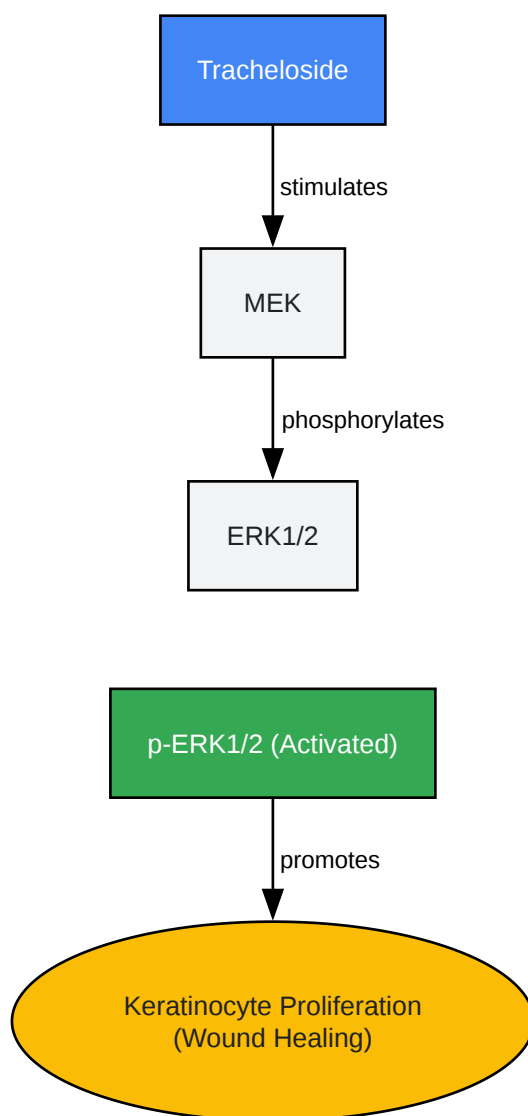 Tracheloside
stimulates
MEK
phosphorylates
ERK1/2
p-ERK1/2 (Activated)
promotes
Keratinocyte Proliferation
(Wound Healing)